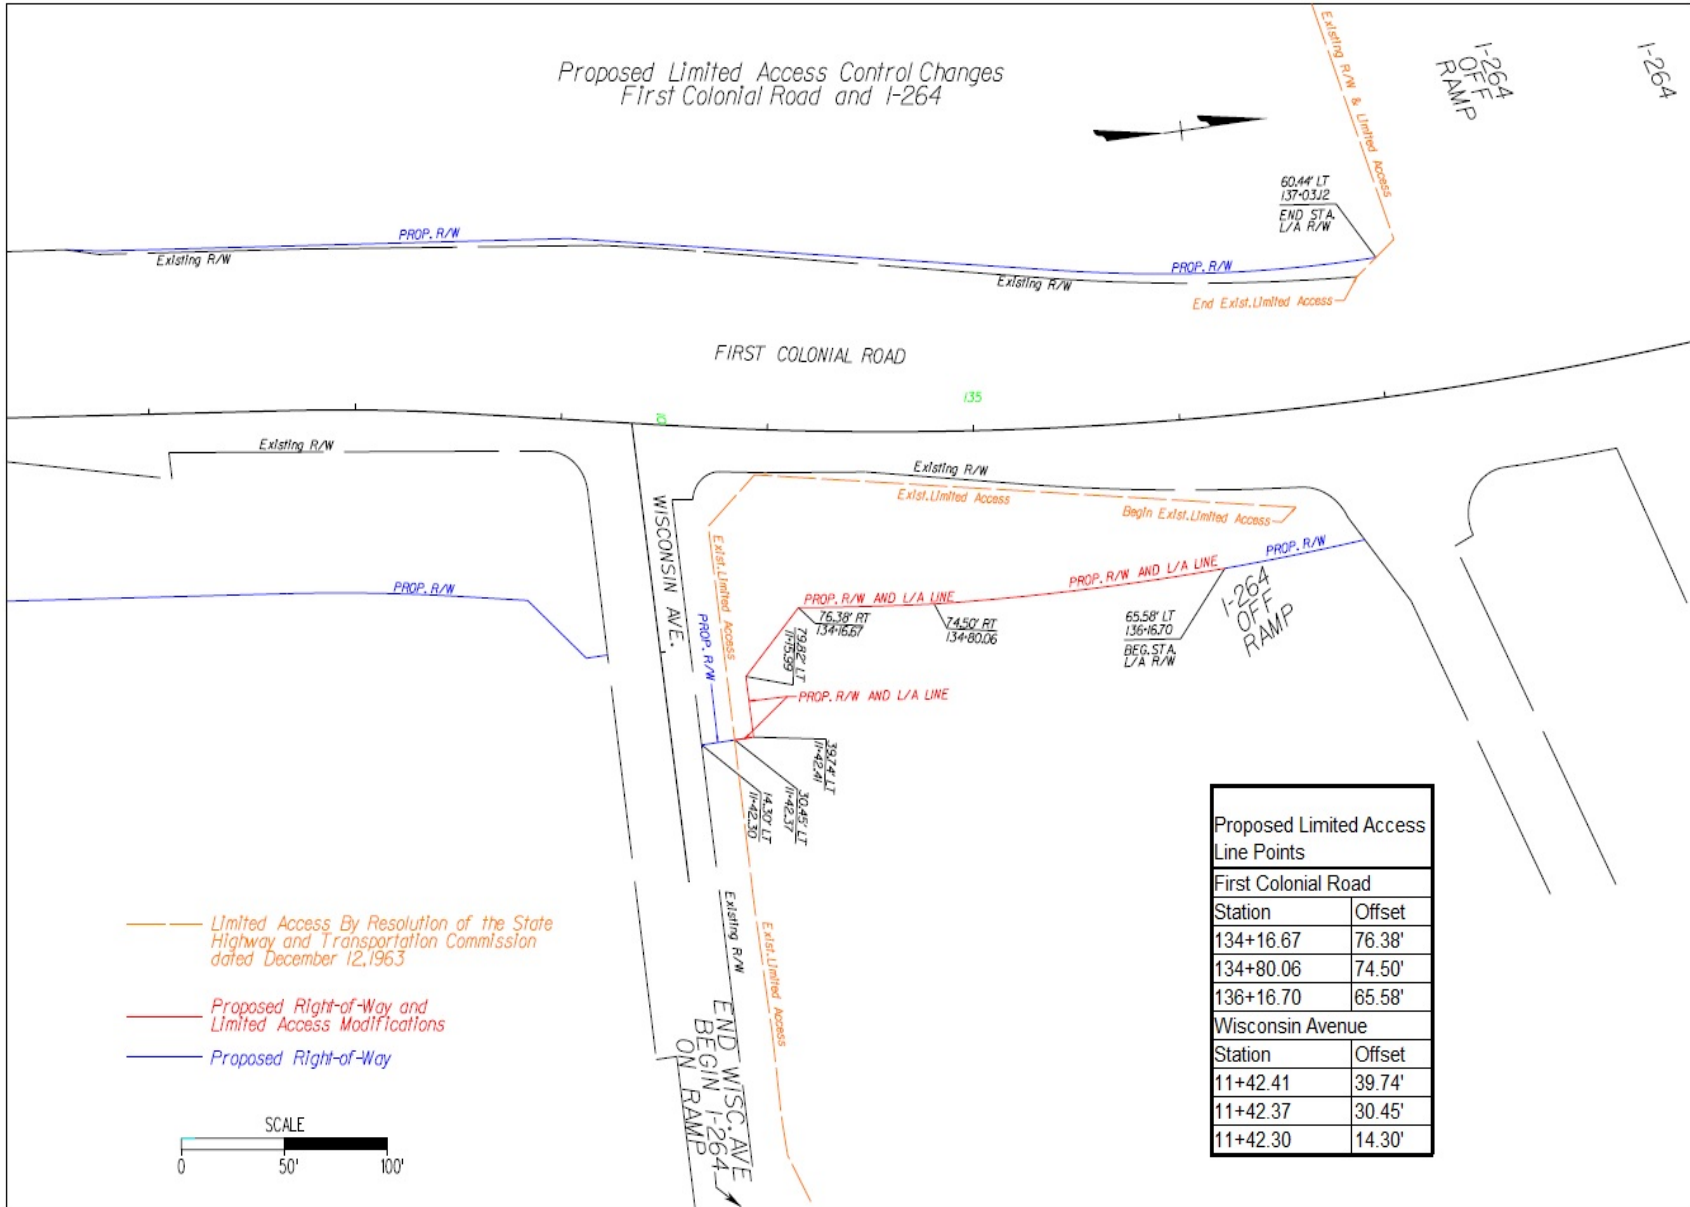 Proposed Limited Access Control Changes
First Colonial Road and I-264
Existing R/W & Limited Access
I-264
OFF
RAMP
I-264
60.44' LT
137+03.12
END STA.
L/A R/W
PROP. R/W
Existing R/W
PROP. R/W
Existing R/W
End Exist.Limited Access
FIRST COLONIAL ROAD
135
10
Existing R/W
Existing R/W
Exist.Limited Access
Begin Exist.Limited Access
WISCONSIN AVE.
Exist.Limited Access
PROP. R/W
PROP. R/W
PROP. R/W AND L/A LINE
PROP. R/W AND L/A LINE
PROP. R/W
76.38' RT
134+16.67
74.50' RT
134+80.06
65.58' LT
136+16.70
BEG.STA.
L/A R/W
I-264
OFF
RAMP
79.82' LT
11+15.99
PROP. R/W AND L/A LINE
39.74' LT
11+42.41
30.45' LT
11+42.37
14.30' LT
11+42.30
Existing R/W
Exist.Limited Access
END WISC. AVE
BEGIN I-264
ON RAMP
Limited Access By Resolution of the State
Highway and Transportation Commission
dated December 12,1963
Proposed Right-of-Way and
Limited Access Modifications
Proposed Right-of-Way
SCALE
0 50' 100'
Proposed Limited Access
Line Points
First Colonial Road
Station Offset
134+16.67 76.38'
134+80.06 74.50'
136+16.70 65.58'
Wisconsin Avenue
Station Offset
11+42.41 39.74'
11+42.37 30.45'
11+42.30 14.30'